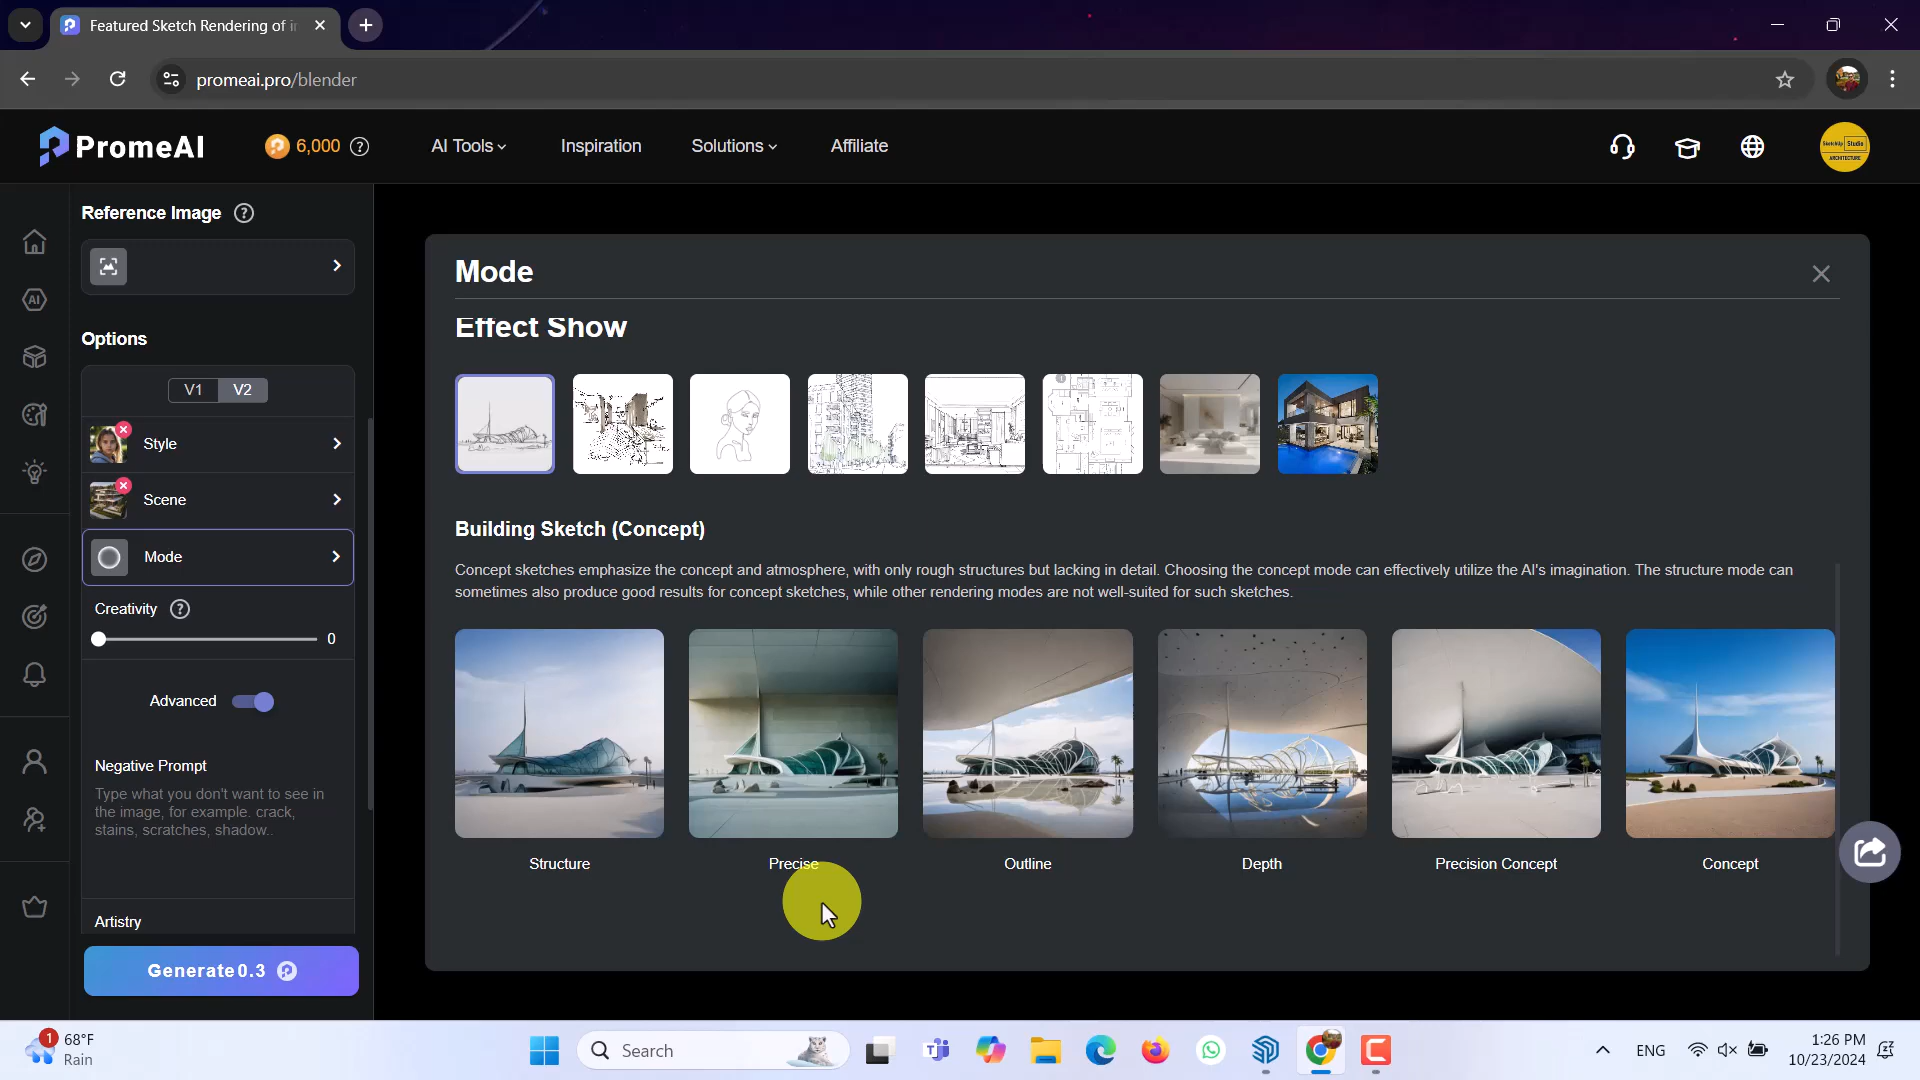 Featured Sketch Rendering of in
promeai.pro/blender
PromeAI
6,000
AI Tools
Inspiration
Solutions
Affiliate
SketchUp Studio
ARCHITECTURE
Reference Image
Options
V1
V2
Style
Scene
Mode
Creativity
0
Advanced
Negative Prompt
Type what you don't want to see in
the image, for example. crack,
stains, scratches, shadow..
Artistry
Generate 0.3
Mode
Effect Show
Building Sketch (Concept)
Concept sketches emphasize the concept and atmosphere, with only rough structures but lacking in detail. Choosing the concept mode can effectively utilize the AI's imagination. The structure mode can
sometimes also produce good results for concept sketches, while other rendering modes are not well-suited for such sketches.
Structure
Precise
Outline
Depth
Precision Concept
Concept
1
68°F
Rain
Search
ENG
1:26 PM
10/23/2024